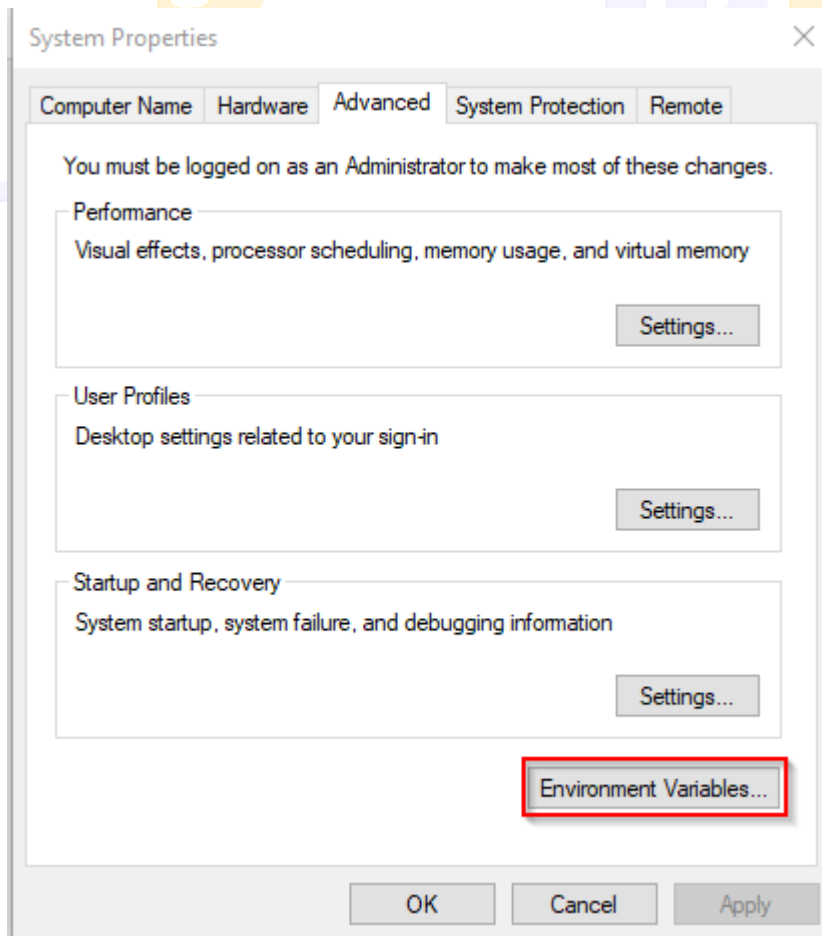 System Properties
Computer Name Hardware Advanced System Protection Remote
You must be logged on as an Administrator to make most of these changes.
Performance
Visual effects, processor scheduling, memory usage, and virtual memory
Settings...
User Profiles
Desktop settings related to your sign-in
Settings...
Startup and Recovery
System startup, system failure, and debugging information
Settings...
Environment Variables...
OK Cancel Apply